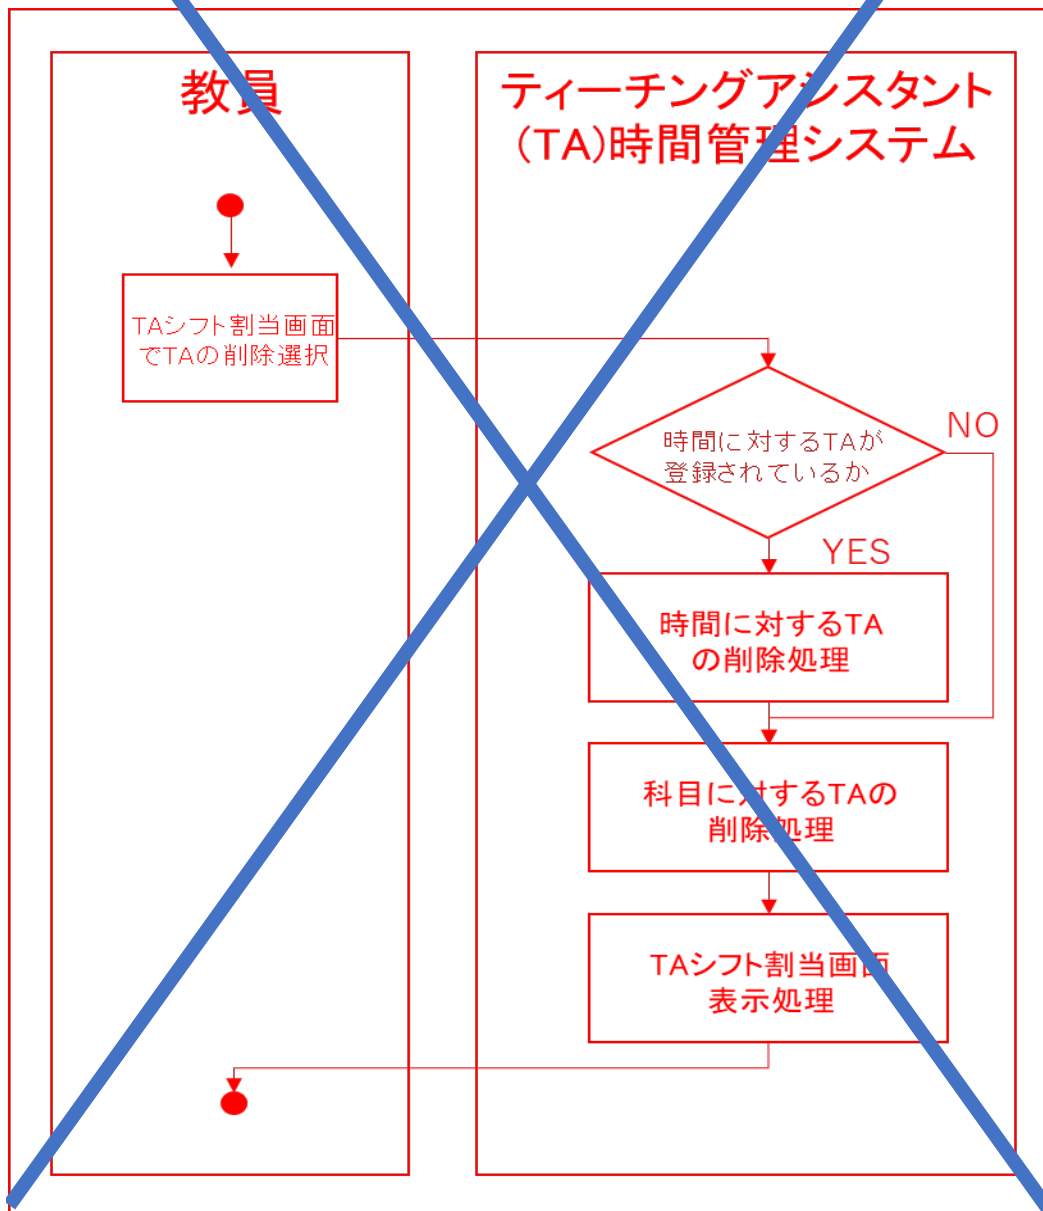 教員
ティーチングアシスタント
(TA)時間管理システム
TAシフト割当画面
でTAの削除選択
時間に対するTAが
登録されているか
NO
YES
時間に対するTA
の削除処理
科目に対するTAの
削除処理
TAシフト割当画面
表示処理